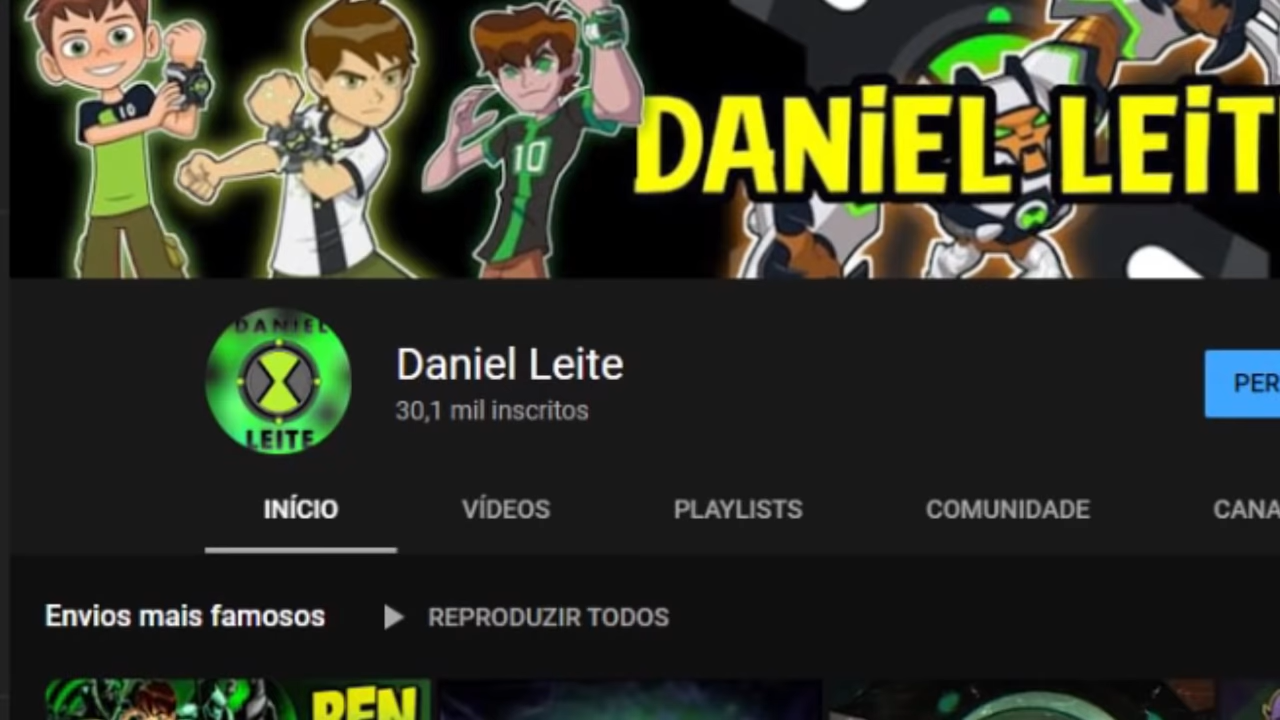 10
10
DANiEL LEiT
DANIEL
LEITE
Daniel Leite
30,1 mil inscritos
PER
INÍCIO VÍDEOS PLAYLISTS COMUNIDADE CANA
Envios mais famosos REPRODUZIR TODOS
BEN